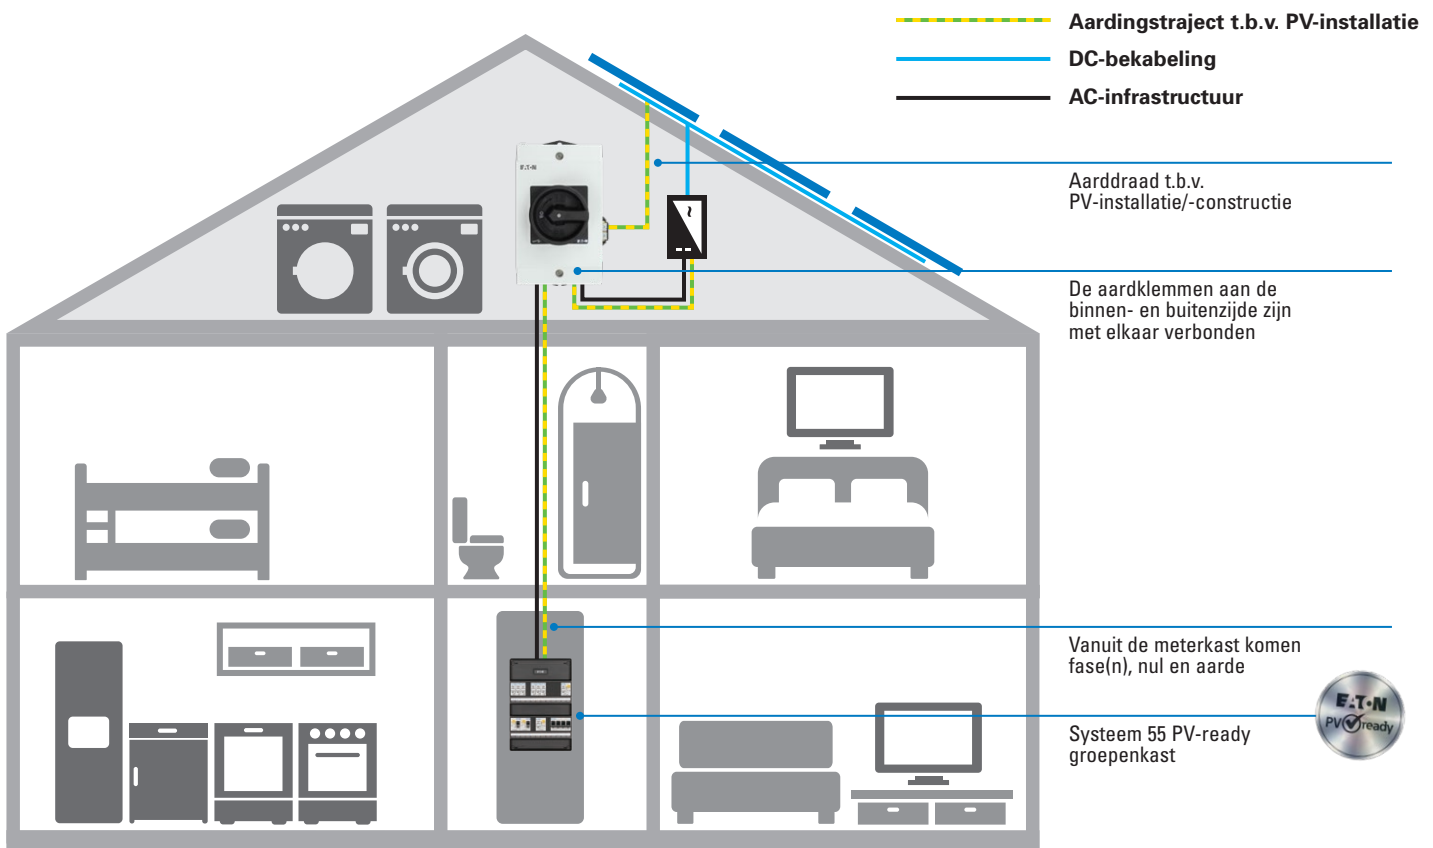 Aardingstraject t.b.v. PV-installatie
DC-bekabeling
AC-infrastructuur
E.T.N
Aarddraad t.b.v.
PV-installatie/-constructie
De aardklemmen aan de
binnen- en buitenzijde zijn
met elkaar verbonden
Vanuit de meterkast komen
fase(n), nul en aarde
Systeem 55 PV-ready
groepenkast
E.T.N
PV ready